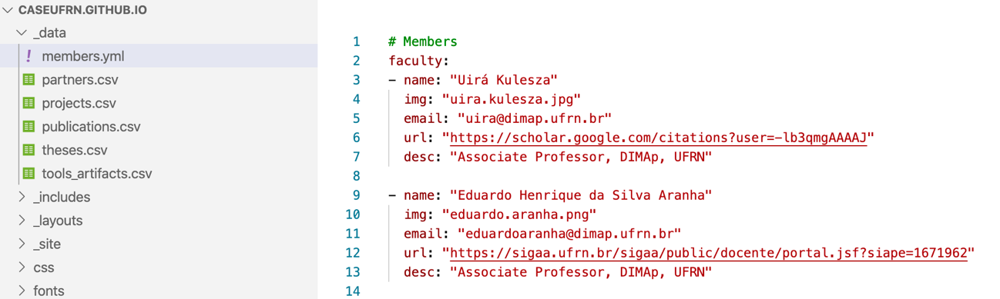 CASEUFRN.GITHUB.IO
_data
! members.yml
partners.csv
projects.csv
publications.csv
theses.csv
tools_artifacts.csv
_includes
_layouts
_site
css
fonts
1 # Members
2 faculty:
3 - name: "Uirá Kulesza"
4 img: "uira.kulesza.jpg"
5 email: "uira@dimap.ufrn.br"
6 url: "https://scholar.google.com/citations?user=-lb3qmgAAAAJ"
7 desc: "Associate Professor, DIMAp, UFRN"
8
9 - name: "Eduardo Henrique da Silva Aranha"
10 img: "eduardo.aranha.png"
11 email: "eduardoaranha@dimap.ufrn.br"
12 url: "https://sigaa.ufrn.br/sigaa/public/docente/portal.jsf?siape=1671962"
13 desc: "Associate Professor, DIMAp, UFRN"
14